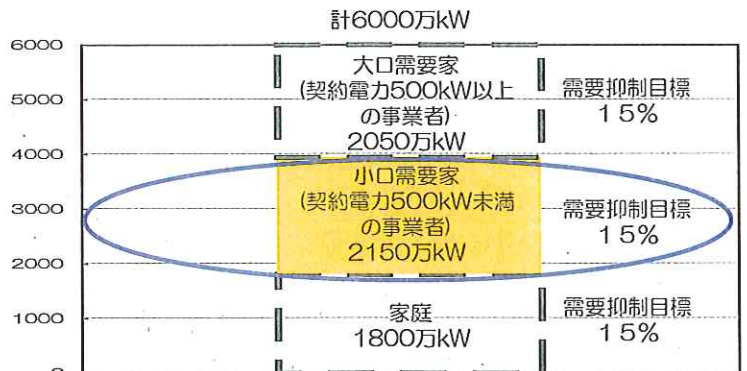 計6000万kW
6000
5000
4000
3000
2000
1000
0
大口需要家
(契約電力500kW以上
の事業者)
2050万kW
需要抑制目標
15%
小口需要家
(契約電力500kW未満
の事業者)
2150万kW
需要抑制目標
15%
家庭
1800万kW
需要抑制目標
15%